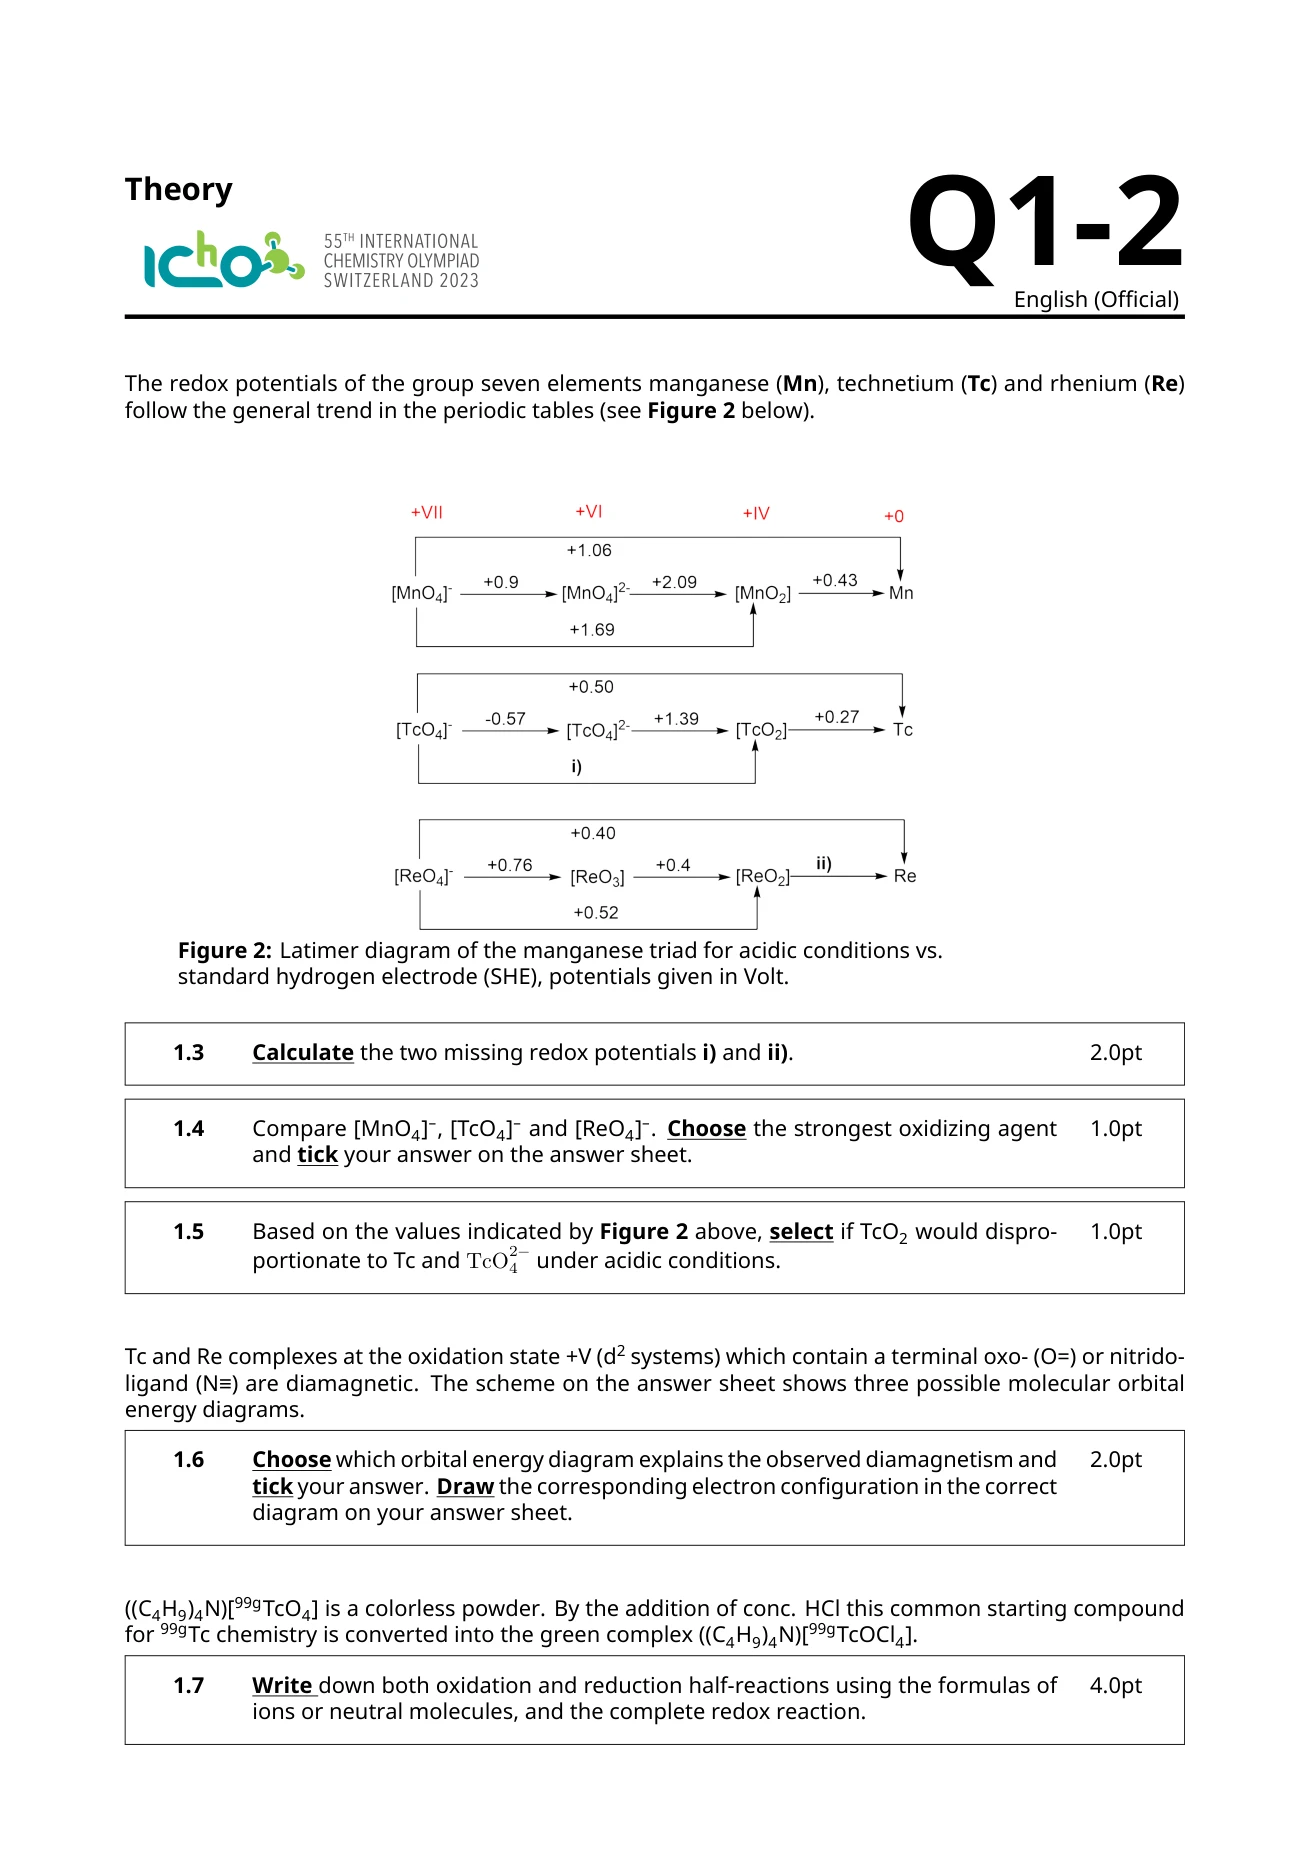 Theory
Q1-2
IChO
55TH INTERNATIONAL
CHEMISTRY OLYMPIAD
SWITZERLAND 2023
English (Official)
The redox potentials of the group seven elements manganese (Mn), technetium (Tc) and rhenium (Re)
follow the general trend in the periodic tables (see Figure 2 below).
+VII +VI +IV +0
+1.06
[MnO4]- +0.9 [MnO4]2- +2.09 [MnO2] +0.43 Mn
+1.69
+0.50
[TcO4]- -0.57 [TcO4]2- +1.39 [TcO2] +0.27 Tc
i)
+0.40
[ReO4]- +0.76 [ReO3] +0.4 [ReO2] ii) Re
+0.52
Figure 2: Latimer diagram of the manganese triad for acidic conditions vs.
standard hydrogen electrode (SHE), potentials given in Volt.
1.3 Calculate the two missing redox potentials i) and ii). 2.0pt
1.4 Compare [MnO4]–, [TcO4]– and [ReO4]–. Choose the strongest oxidizing agent 1.0pt
and tick your answer on the answer sheet.
1.5 Based on the values indicated by Figure 2 above, select if TcO2 would dispro- 1.0pt
portionate to Tc and TcO4^2− under acidic conditions.
Tc and Re complexes at the oxidation state +V (d2 systems) which contain a terminal oxo- (O=) or nitrido-
ligand (N≡) are diamagnetic. The scheme on the answer sheet shows three possible molecular orbital
energy diagrams.
1.6 Choose which orbital energy diagram explains the observed diamagnetism and 2.0pt
tick your answer. Draw the corresponding electron configuration in the correct
diagram on your answer sheet.
((C4H9)4N)[99gTcO4] is a colorless powder. By the addition of conc. HCl this common starting compound
for 99gTc chemistry is converted into the green complex ((C4H9)4N)[99gTcOCl4].
1.7 Write down both oxidation and reduction half-reactions using the formulas of 4.0pt
ions or neutral molecules, and the complete redox reaction.